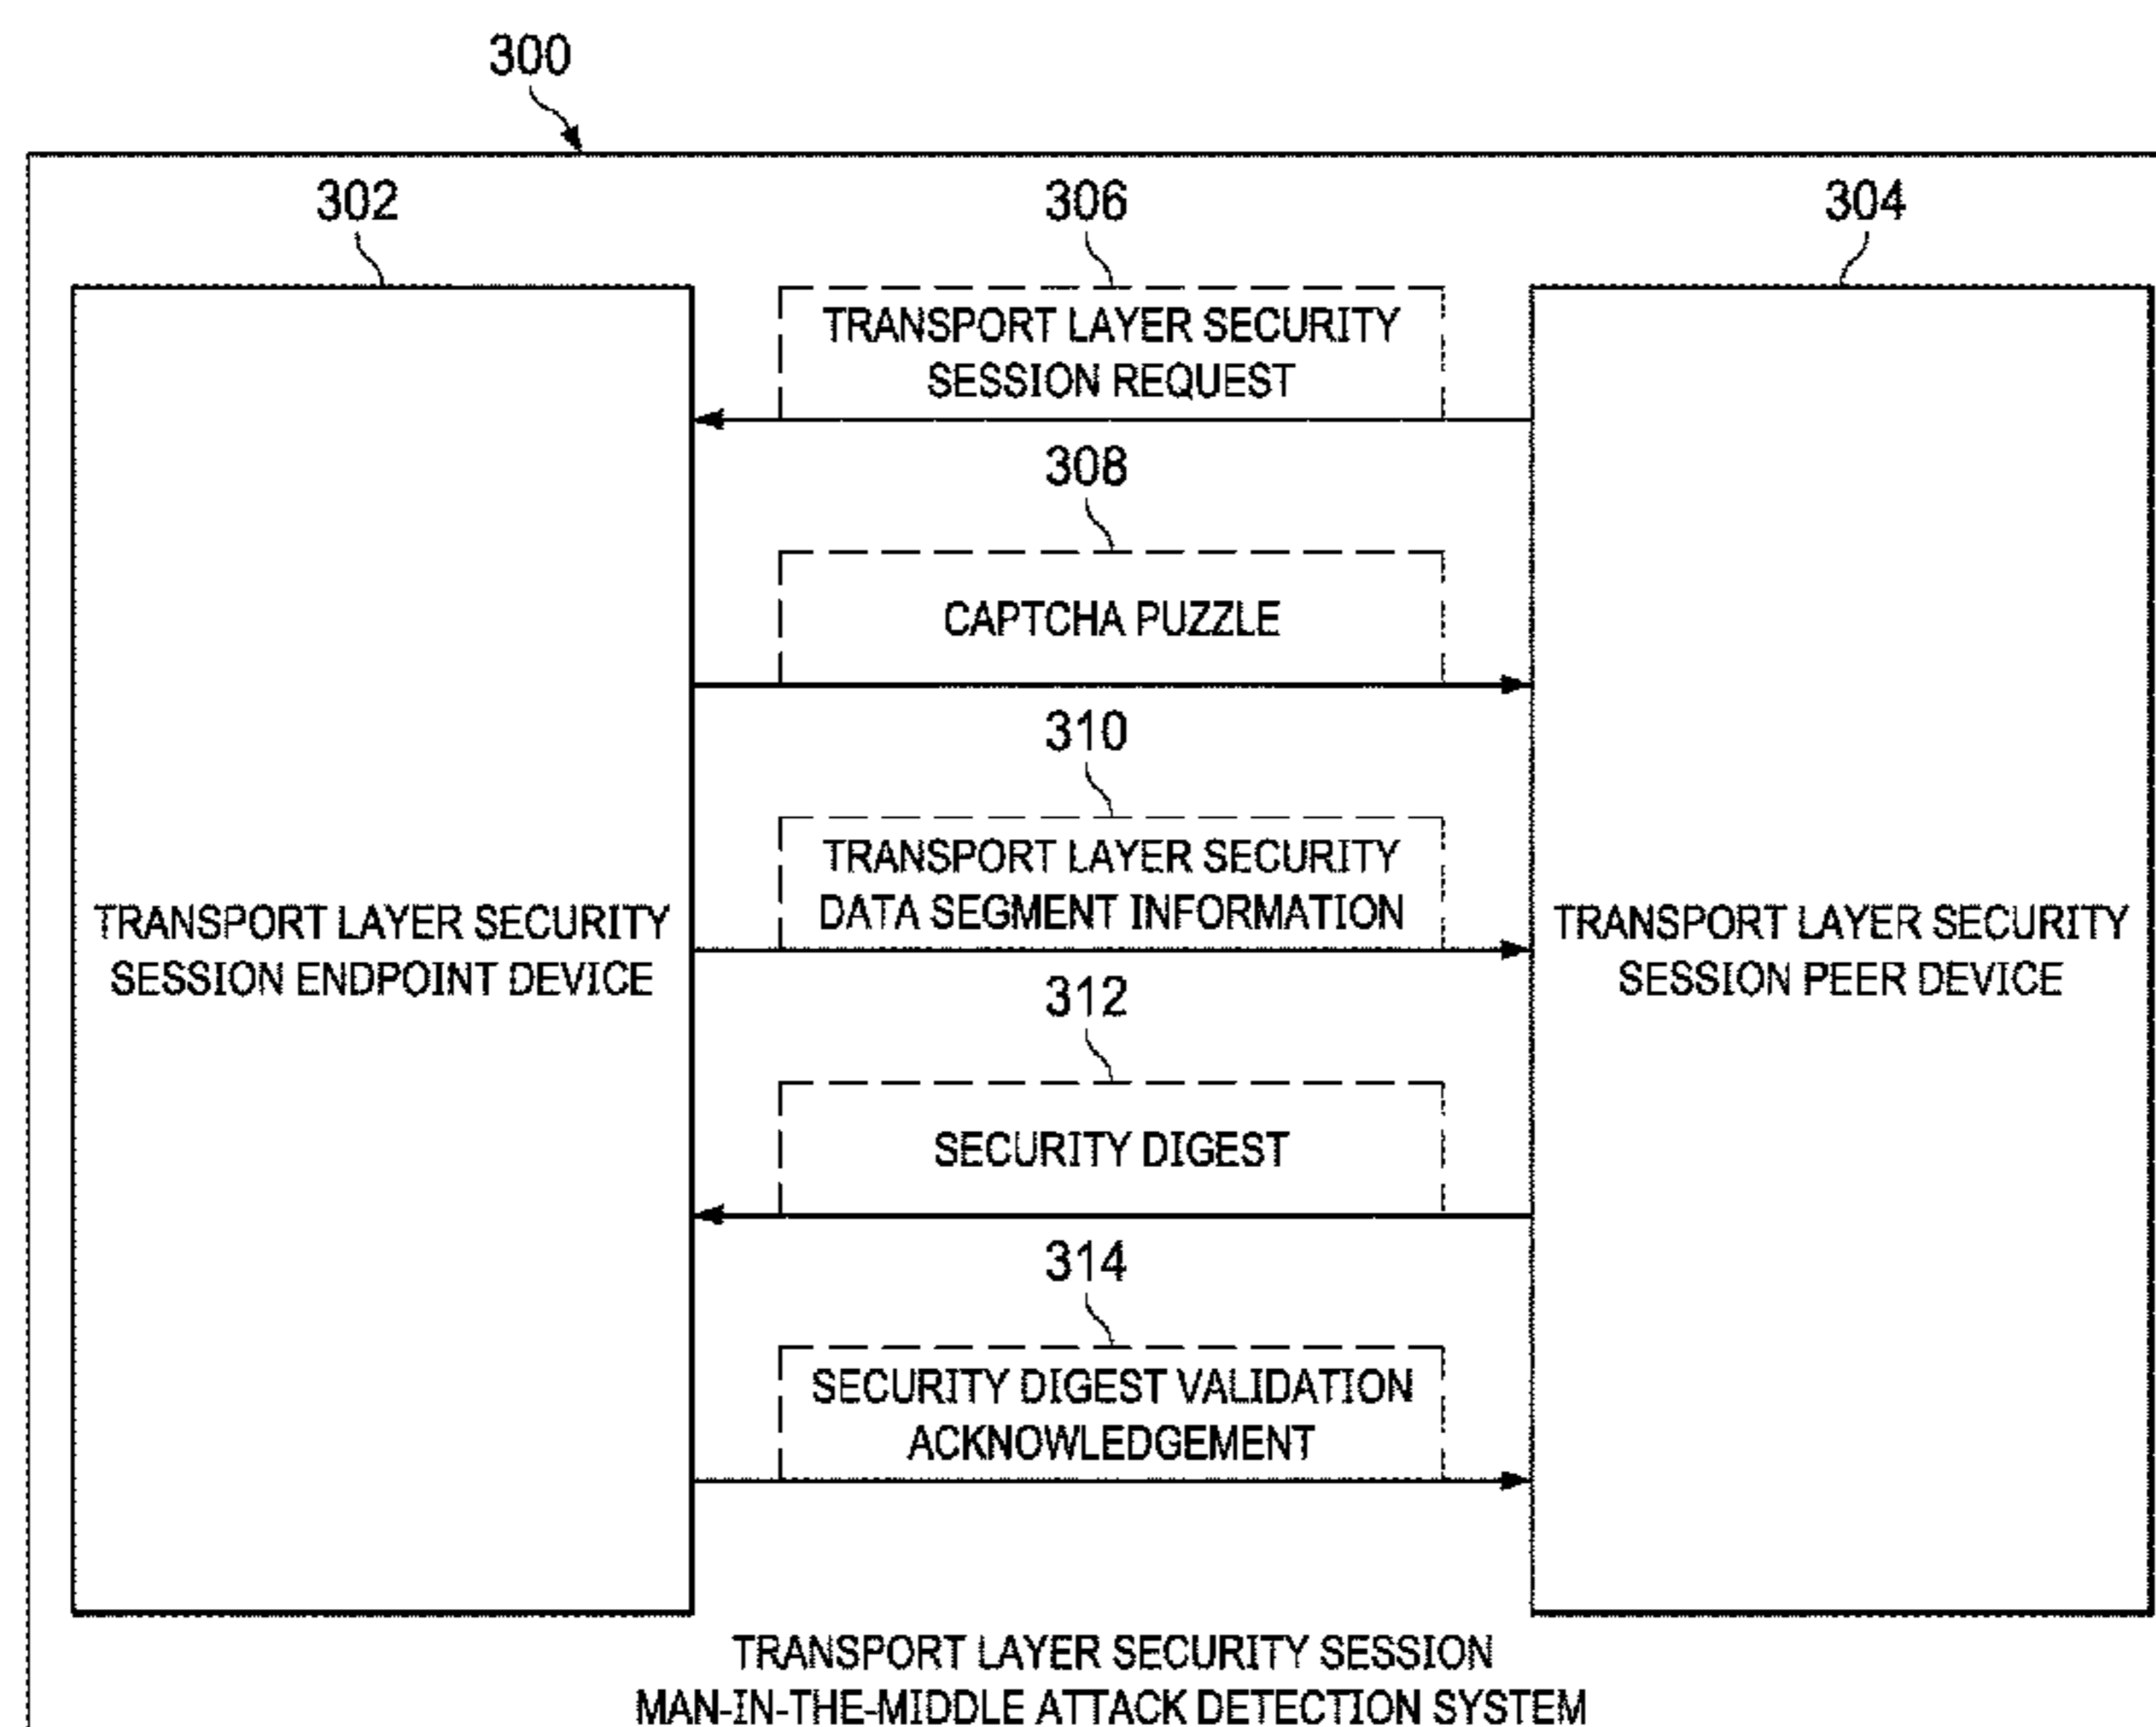 300
302
306
304
TRANSPORT LAYER SECURITY
SESSION REQUEST
308
CAPTCHA PUZZLE
310
TRANSPORT LAYER SECURITY
DATA SEGMENT INFORMATION
TRANSPORT LAYER SECURITY
SESSION ENDPOINT DEVICE
TRANSPORT LAYER SECURITY
SESSION PEER DEVICE
312
SECURITY DIGEST
314
SECURITY DIGEST VALIDATION
ACKNOWLEDGEMENT
TRANSPORT LAYER SECURITY SESSION
MAN-IN-THE-MIDDLE ATTACK DETECTION SYSTEM